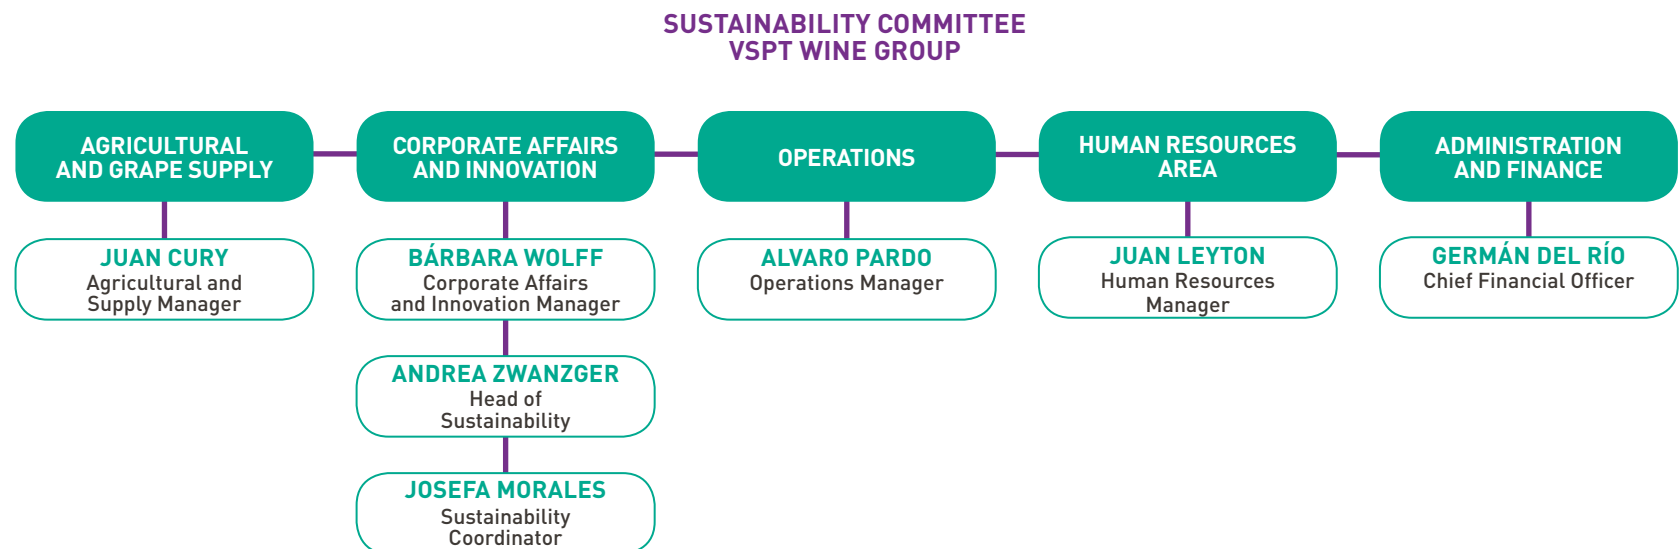 SUSTAINABILITY COMMITTEE
VSPT WINE GROUP
AGRICULTURAL
AND GRAPE SUPPLY
CORPORATE AFFAIRS
AND INNOVATION
OPERATIONS
HUMAN RESOURCES
AREA
ADMINISTRATION
AND FINANCE
JUAN CURY
Agricultural and
Supply Manager
BÁRBARA WOLFF
Corporate Affairs
and Innovation Manager
ALVARO PARDO
Operations Manager
JUAN LEYTON
Human Resources
Manager
GERMÁN DEL RÍO
Chief Financial Officer
ANDREA ZWANZGER
Head of
Sustainability
JOSEFA MORALES
Sustainability
Coordinator